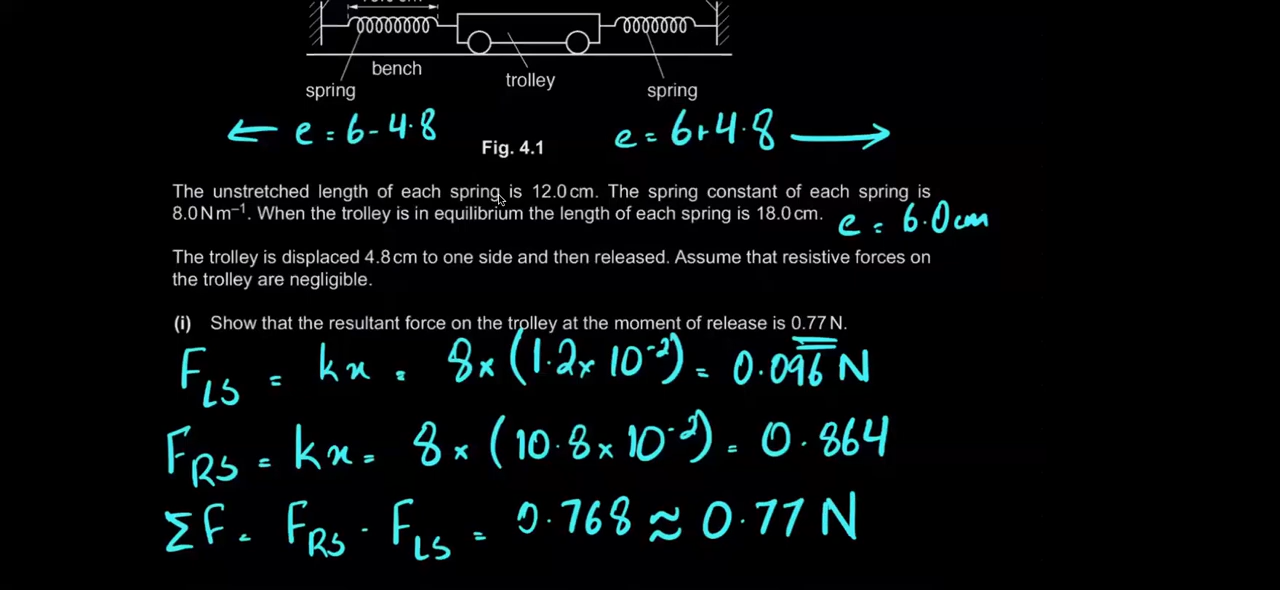 bench
trolley
spring
spring
← e = 6 - 4.8
e = 6+4.8 →
Fig. 4.1
The unstretched length of each spring is 12.0 cm. The spring constant of each spring is
8.0 N m⁻¹. When the trolley is in equilibrium the length of each spring is 18.0 cm.
e = 6.0cm
The trolley is displaced 4.8 cm to one side and then released. Assume that resistive forces on
the trolley are negligible.
(i) Show that the resultant force on the trolley at the moment of release is 0.77 N.
F_LS = kx = 8 × (1.2 × 10⁻²) = 0.096 N
F_RS = kx = 8 × (10.8 × 10⁻²) = 0.864
ΣF = F_RS - F_LS = 0.768 ≈ 0.77 N